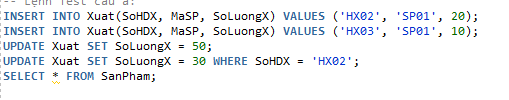 -- Lệnh Test câu a:
INSERT INTO Xuat(SoHDX, MaSP, SoLuongX) VALUES ('HX02', 'SP01', 20);
INSERT INTO Xuat(SoHDX, MaSP, SoLuongX) VALUES ('HX03', 'SP01', 10);
UPDATE Xuat SET SoLuongX = 50;
UPDATE Xuat SET SoLuongX = 30 WHERE SoHDX = 'HX02';
SELECT * FROM SanPham;